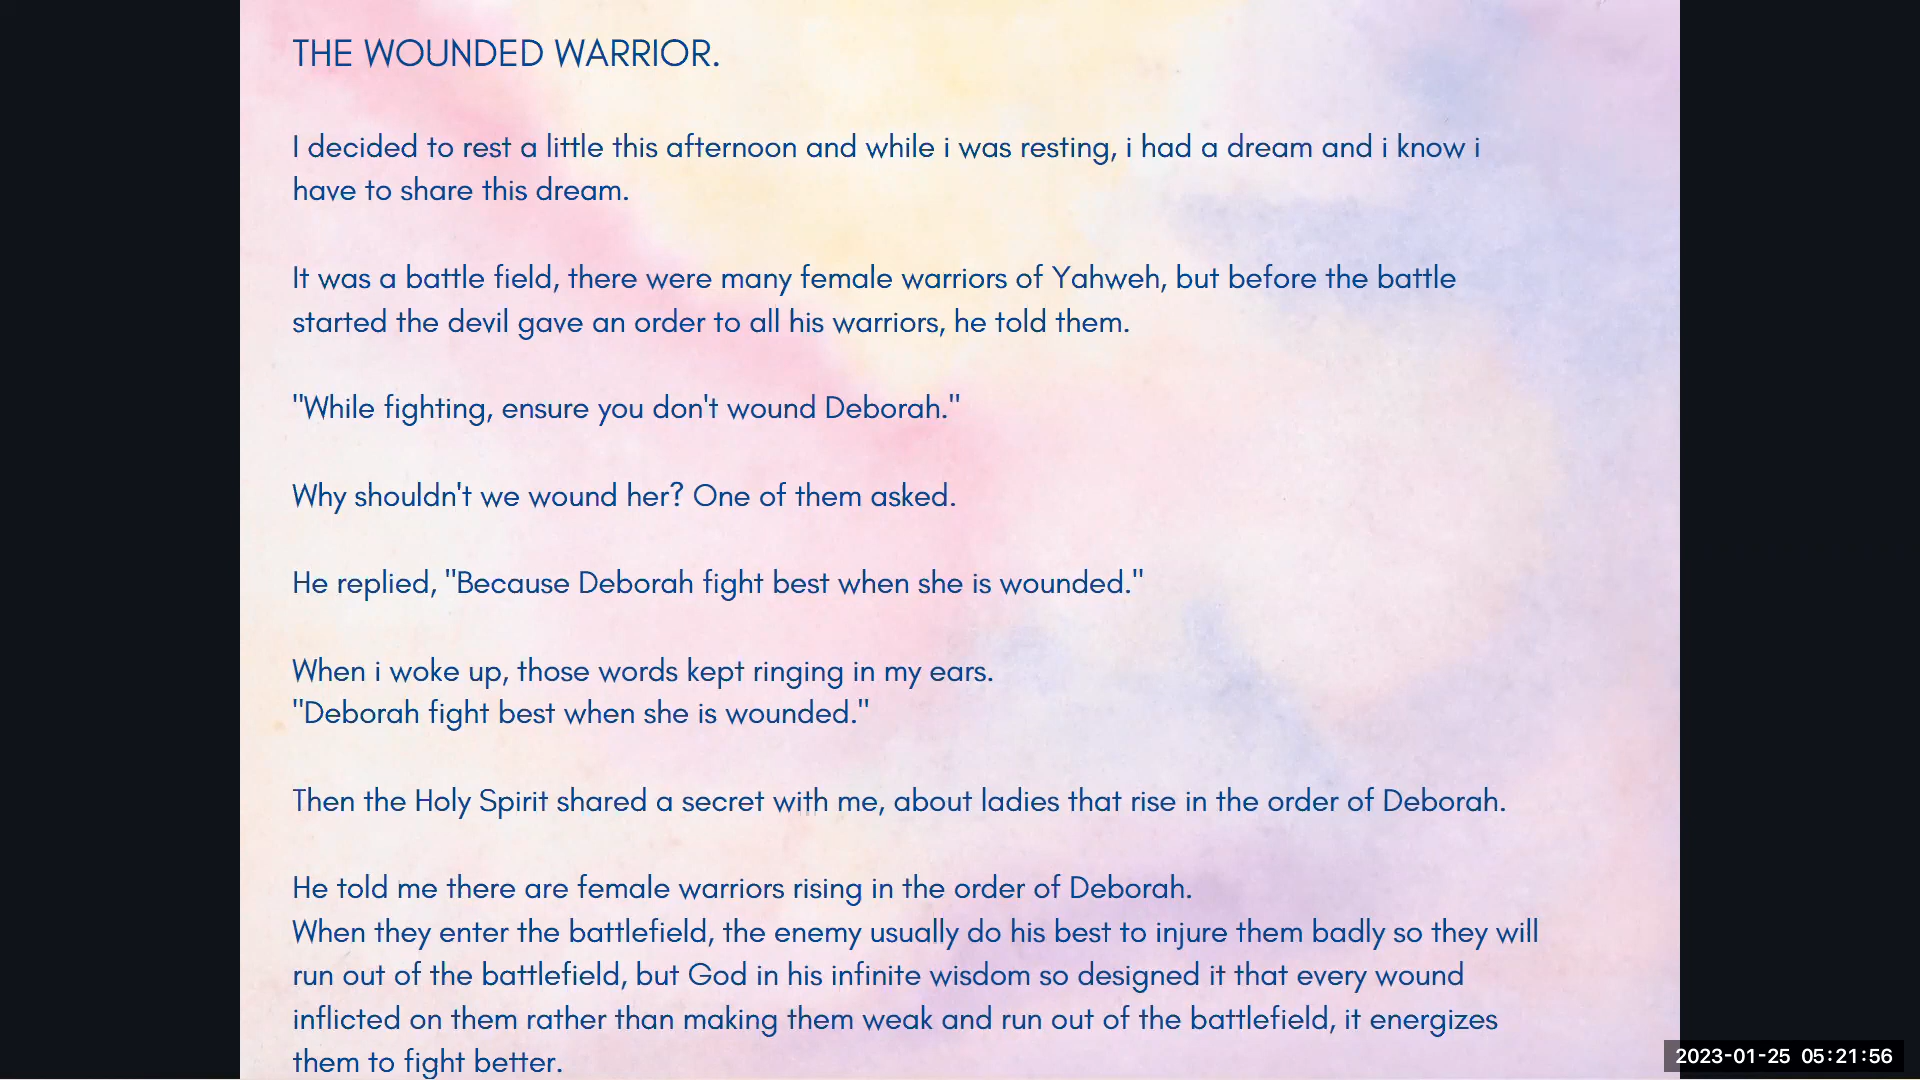 THE WOUNDED WARRIOR.
I decided to rest a little this afternoon and while i was resting, i had a dream and i know i
have to share this dream.
It was a battle field, there were many female warriors of Yahweh, but before the battle
started the devil gave an order to all his warriors, he told them.
"While fighting, ensure you don't wound Deborah."
Why shouldn't we wound her? One of them asked.
He replied, "Because Deborah fight best when she is wounded."
When i woke up, those words kept ringing in my ears.
"Deborah fight best when she is wounded."
Then the Holy Spirit shared a secret with me, about ladies that rise in the order of Deborah.
He told me there are female warriors rising in the order of Deborah.
When they enter the battlefield, the enemy usually do his best to injure them badly so they will
run out of the battlefield, but God in his infinite wisdom so designed it that every wound
inflicted on them rather than making them weak and run out of the battlefield, it energizes
them to fight better.
2023-01-25 05:21:56